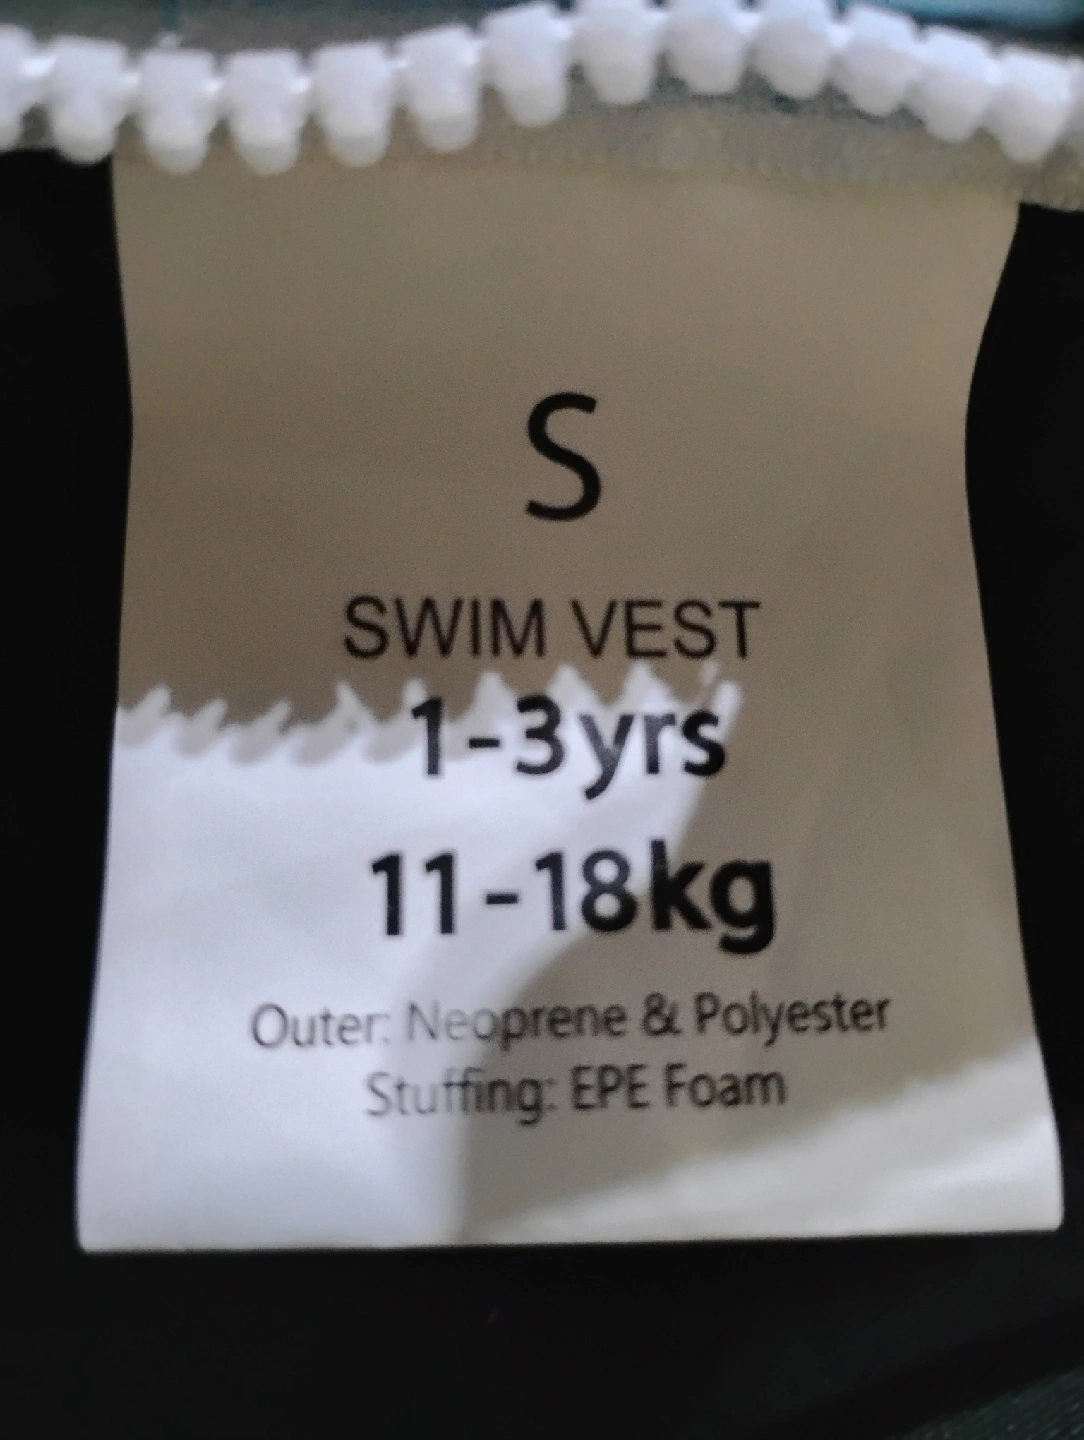 S
SWIM VEST
1-3yrs
11-18kg
Outer: Neoprene & Polyester
Stuffing: EPE Foam